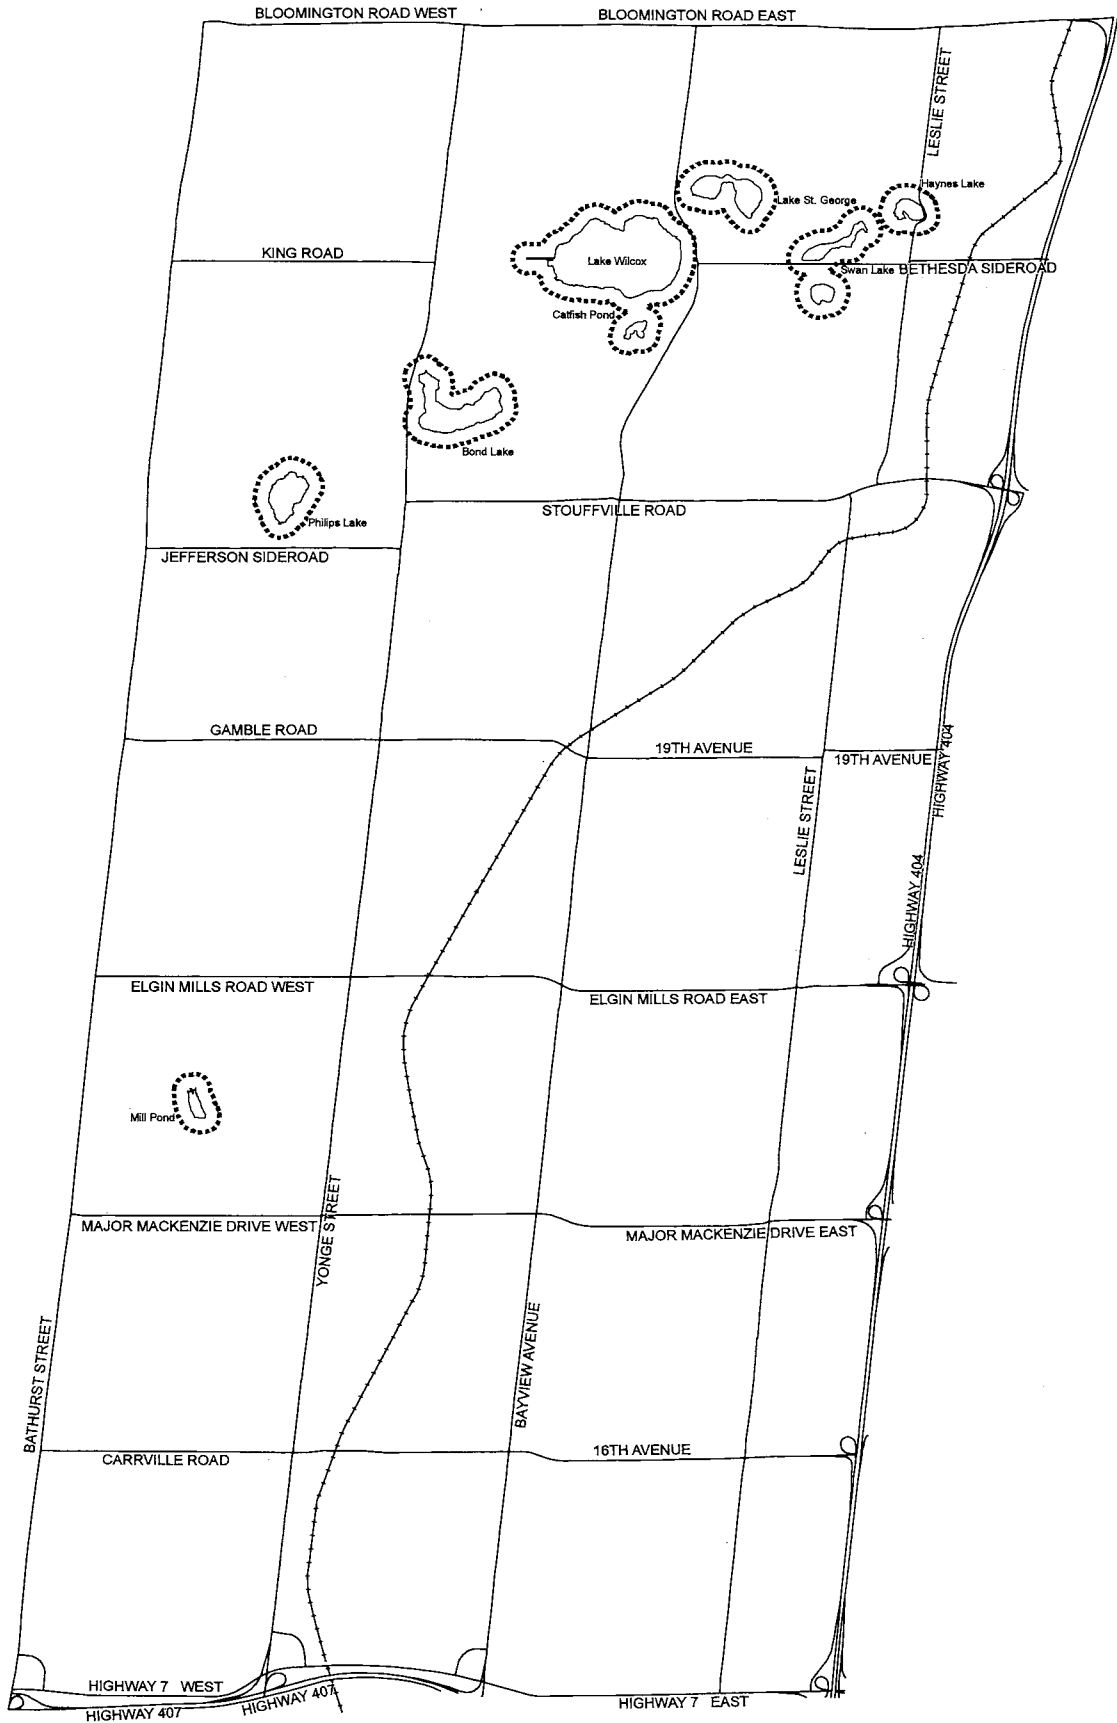 BLOOMINGTON ROAD WEST
BLOOMINGTON ROAD EAST
LESLIE STREET
Haynes Lake
Lake St. George
KING ROAD
Lake Wilcox
Swan Lake
BETHESDA SIDEROAD
Catfish Pond
Bond Lake
STOUFFVILLE ROAD
Philips Lake
JEFFERSON SIDEROAD
GAMBLE ROAD
19TH AVENUE
19TH AVENUE
HIGHWAY 404
LESLIE STREET
HIGHWAY 404
ELGIN MILLS ROAD WEST
ELGIN MILLS ROAD EAST
Mill Pond
MAJOR MACKENZIE DRIVE WEST
YONGE STREET
MAJOR MACKENZIE DRIVE EAST
BATHURST STREET
BAYVIEW AVENUE
CARRVILLE ROAD
16TH AVENUE
HIGHWAY 7 WEST
HIGHWAY 407
HIGHWAY 407
HIGHWAY 7 EAST